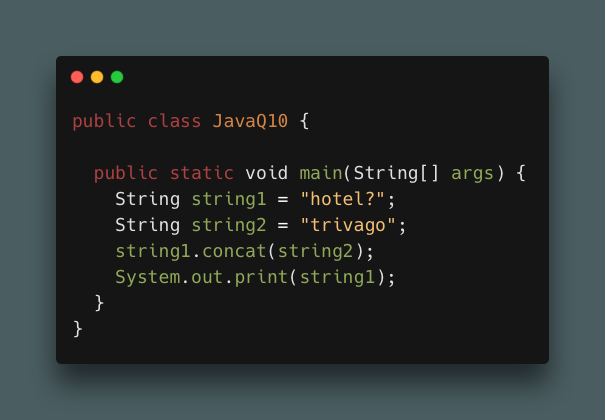 public class JavaQ10 {
public static void main(String[] args) {
String string1 = "hotel?";
String string2 = "trivago";
string1.concat(string2);
System.out.print(string1);
}
}